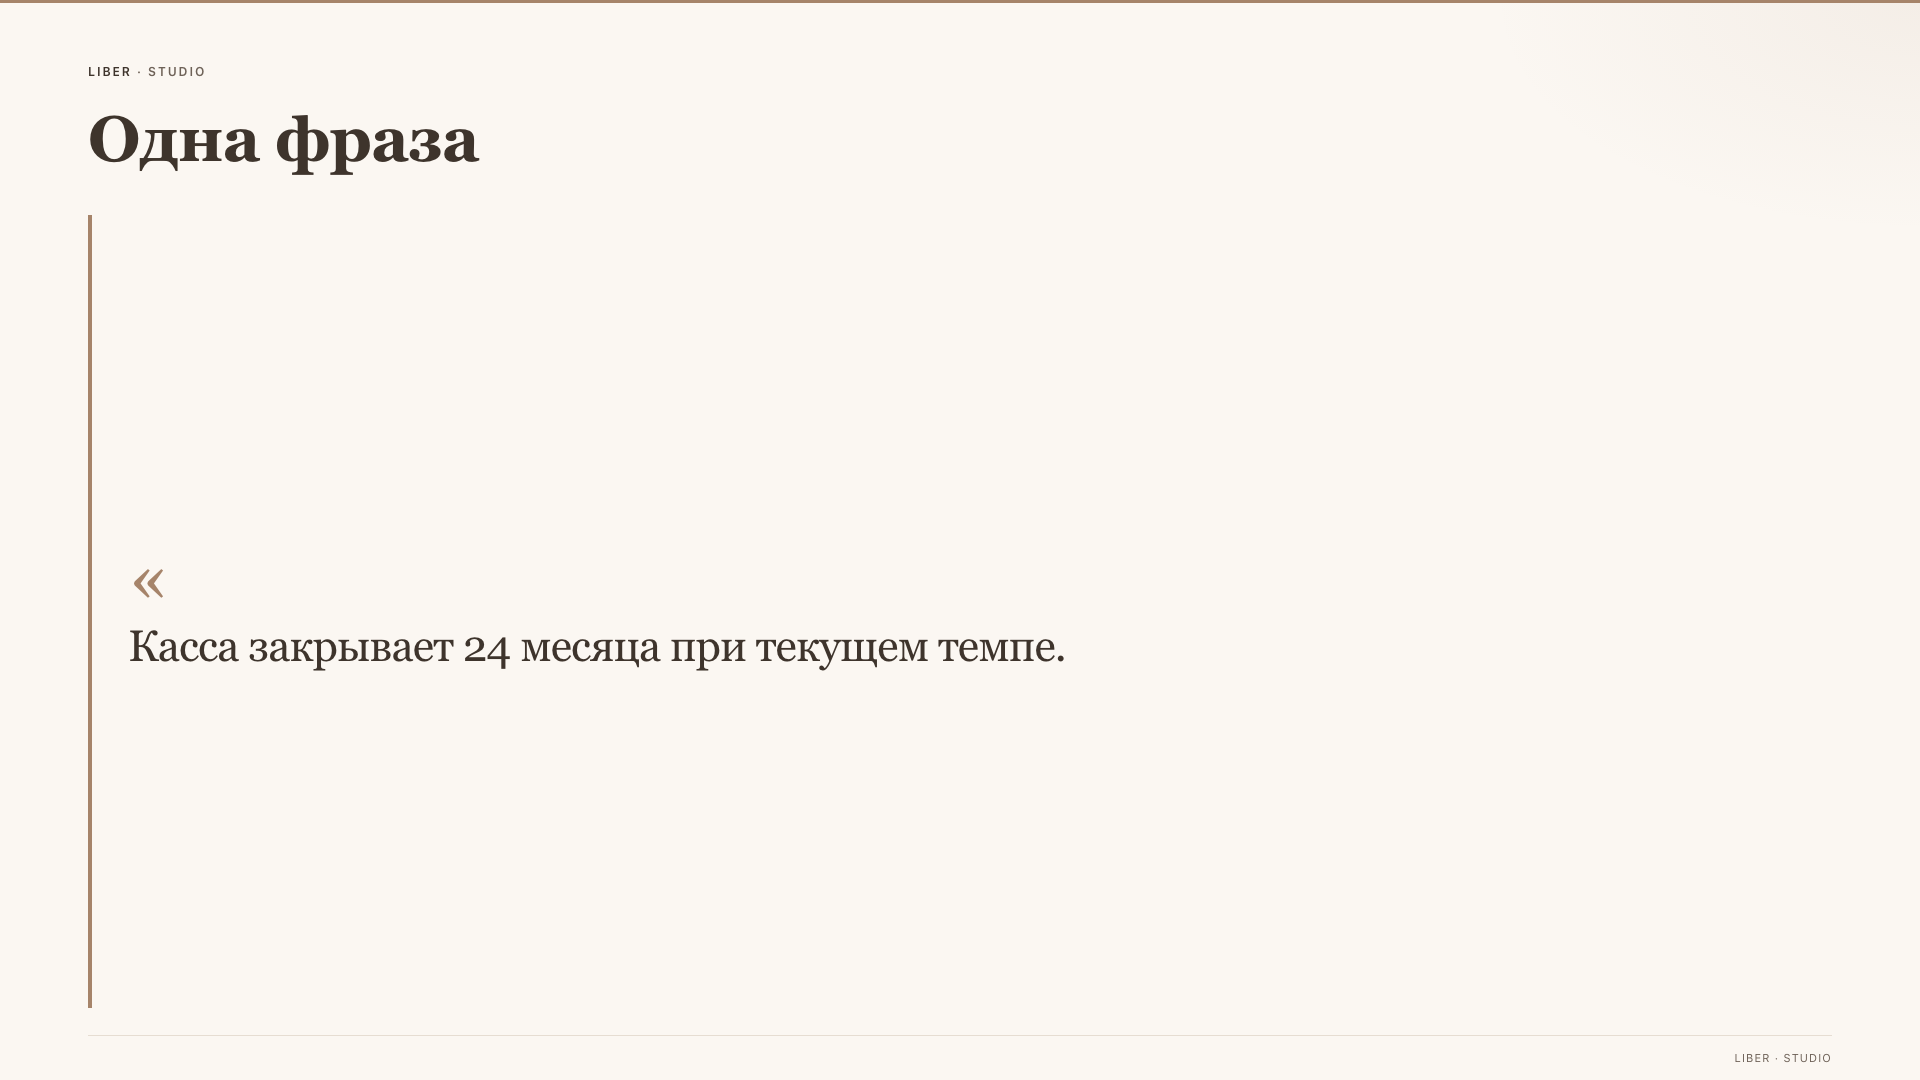 LIBER · STUDIO
Одна фраза
«
Касса закрывает 24 месяца при текущем темпе.
LIBER · STUDIO